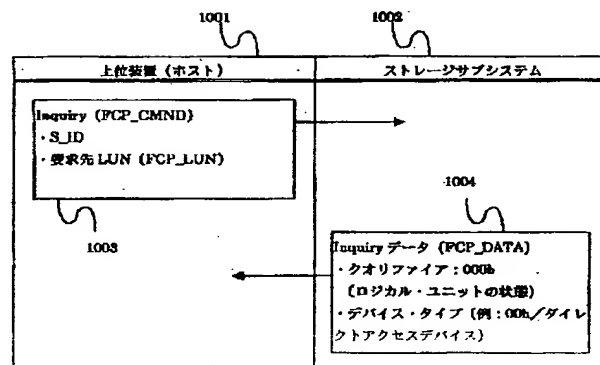 1001
1002
上位装置(ホスト)
ストレージサブシステム
Inquiry (FCP_CMND)
・S_ID
・要求先 LUN (FCP_LUN)
1003
1004
Inquiry データ (FCP_DATA)
・クオリファイア:000b
(ロジカル・ユニットの状態)
・デバイス・タイプ(例:00h/ダイレ
クトアクセスデバイス)